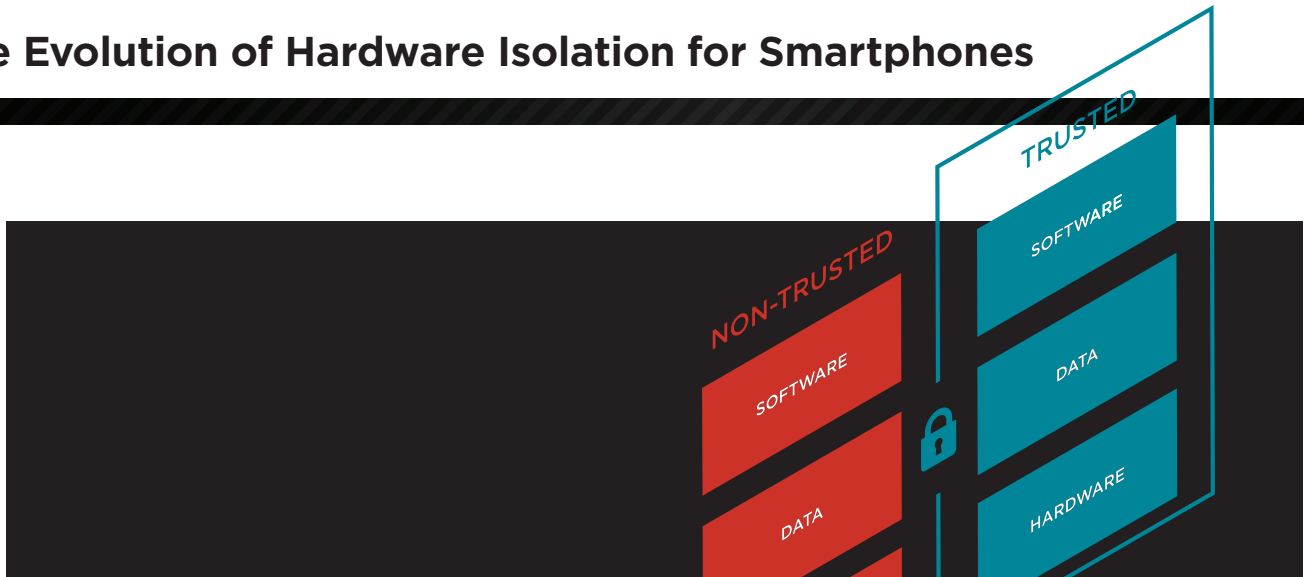 e Evolution of Hardware Isolation for Smartphones
TRUSTED
SOFTWARE
DATA
HARDWARE
NON-TRUSTED
SOFTWARE
DATA